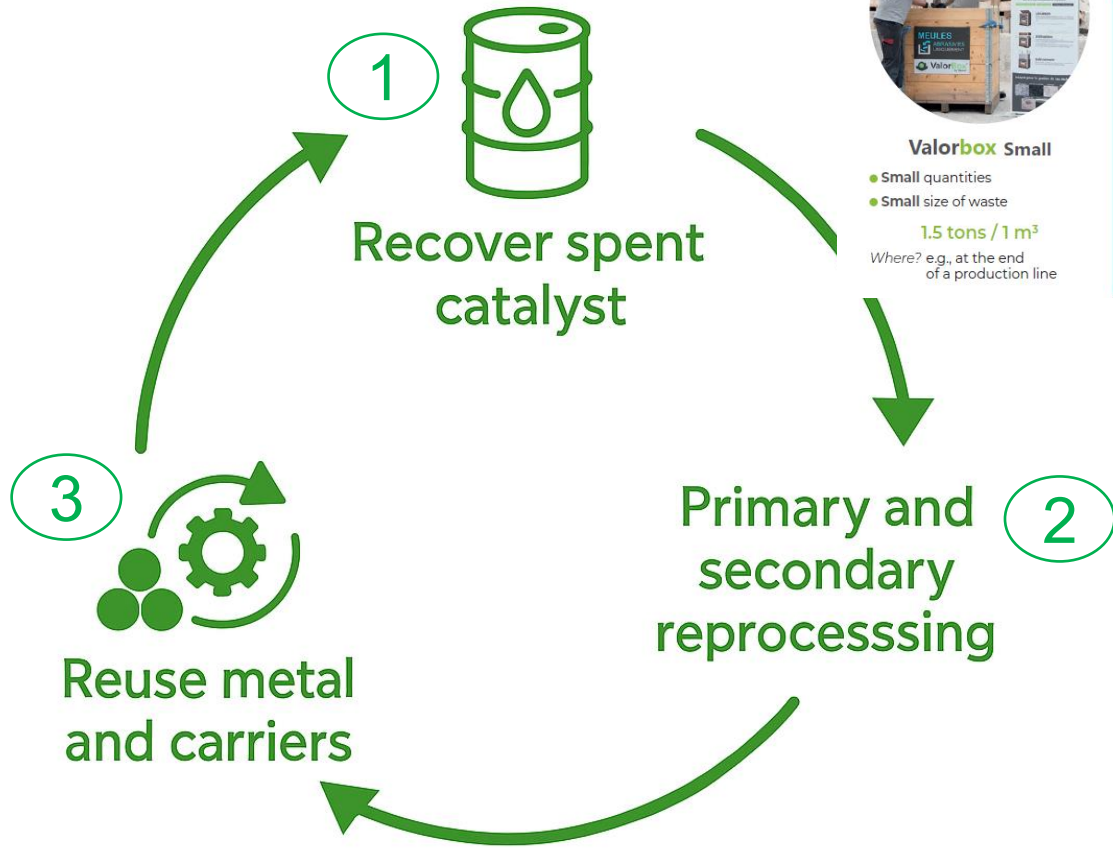 1
Recover spent
catalyst
MEULES
ABRASIVES
ValorBox
Valorbox Small
Small quantities
Small size of waste
1.5 tons / 1 m³
Where? e.g., at the end
of a production line
Primary and
secondary
reprocesssing
2
3
Reuse metal
and carriers